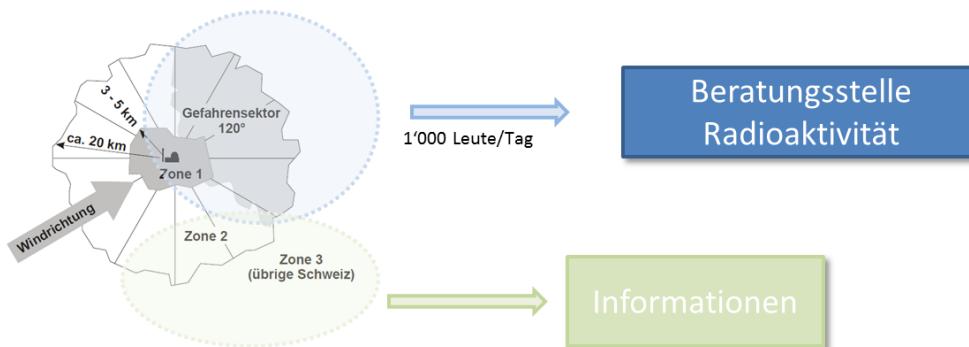 3 - 5 km
Gefahrensektor
120°
ca. 20 km
Zone 1
Windrichtung
Zone 2
Zone 3
(übrige Schweiz)
1'000 Leute/Tag
Beratungsstelle
Radioaktivität
Informationen